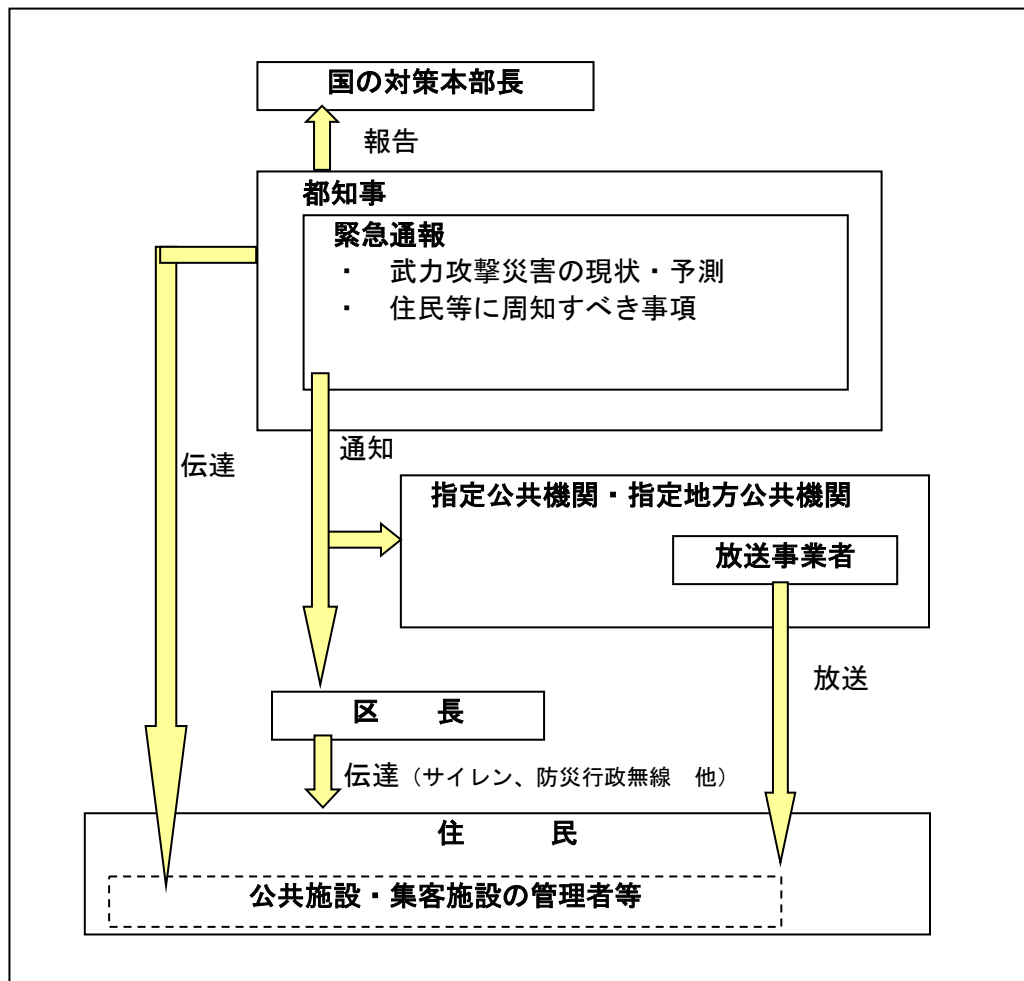 国の対策本部長
報告
都知事
緊急通報
・ 武力攻撃災害の現状・予測
・ 住民等に周知すべき事項
伝達
通知
指定公共機関・指定地方公共機関
放送事業者
放送
区 長
伝達（サイレン、防災行政無線 他）
住 民
公共施設・集客施設の管理者等